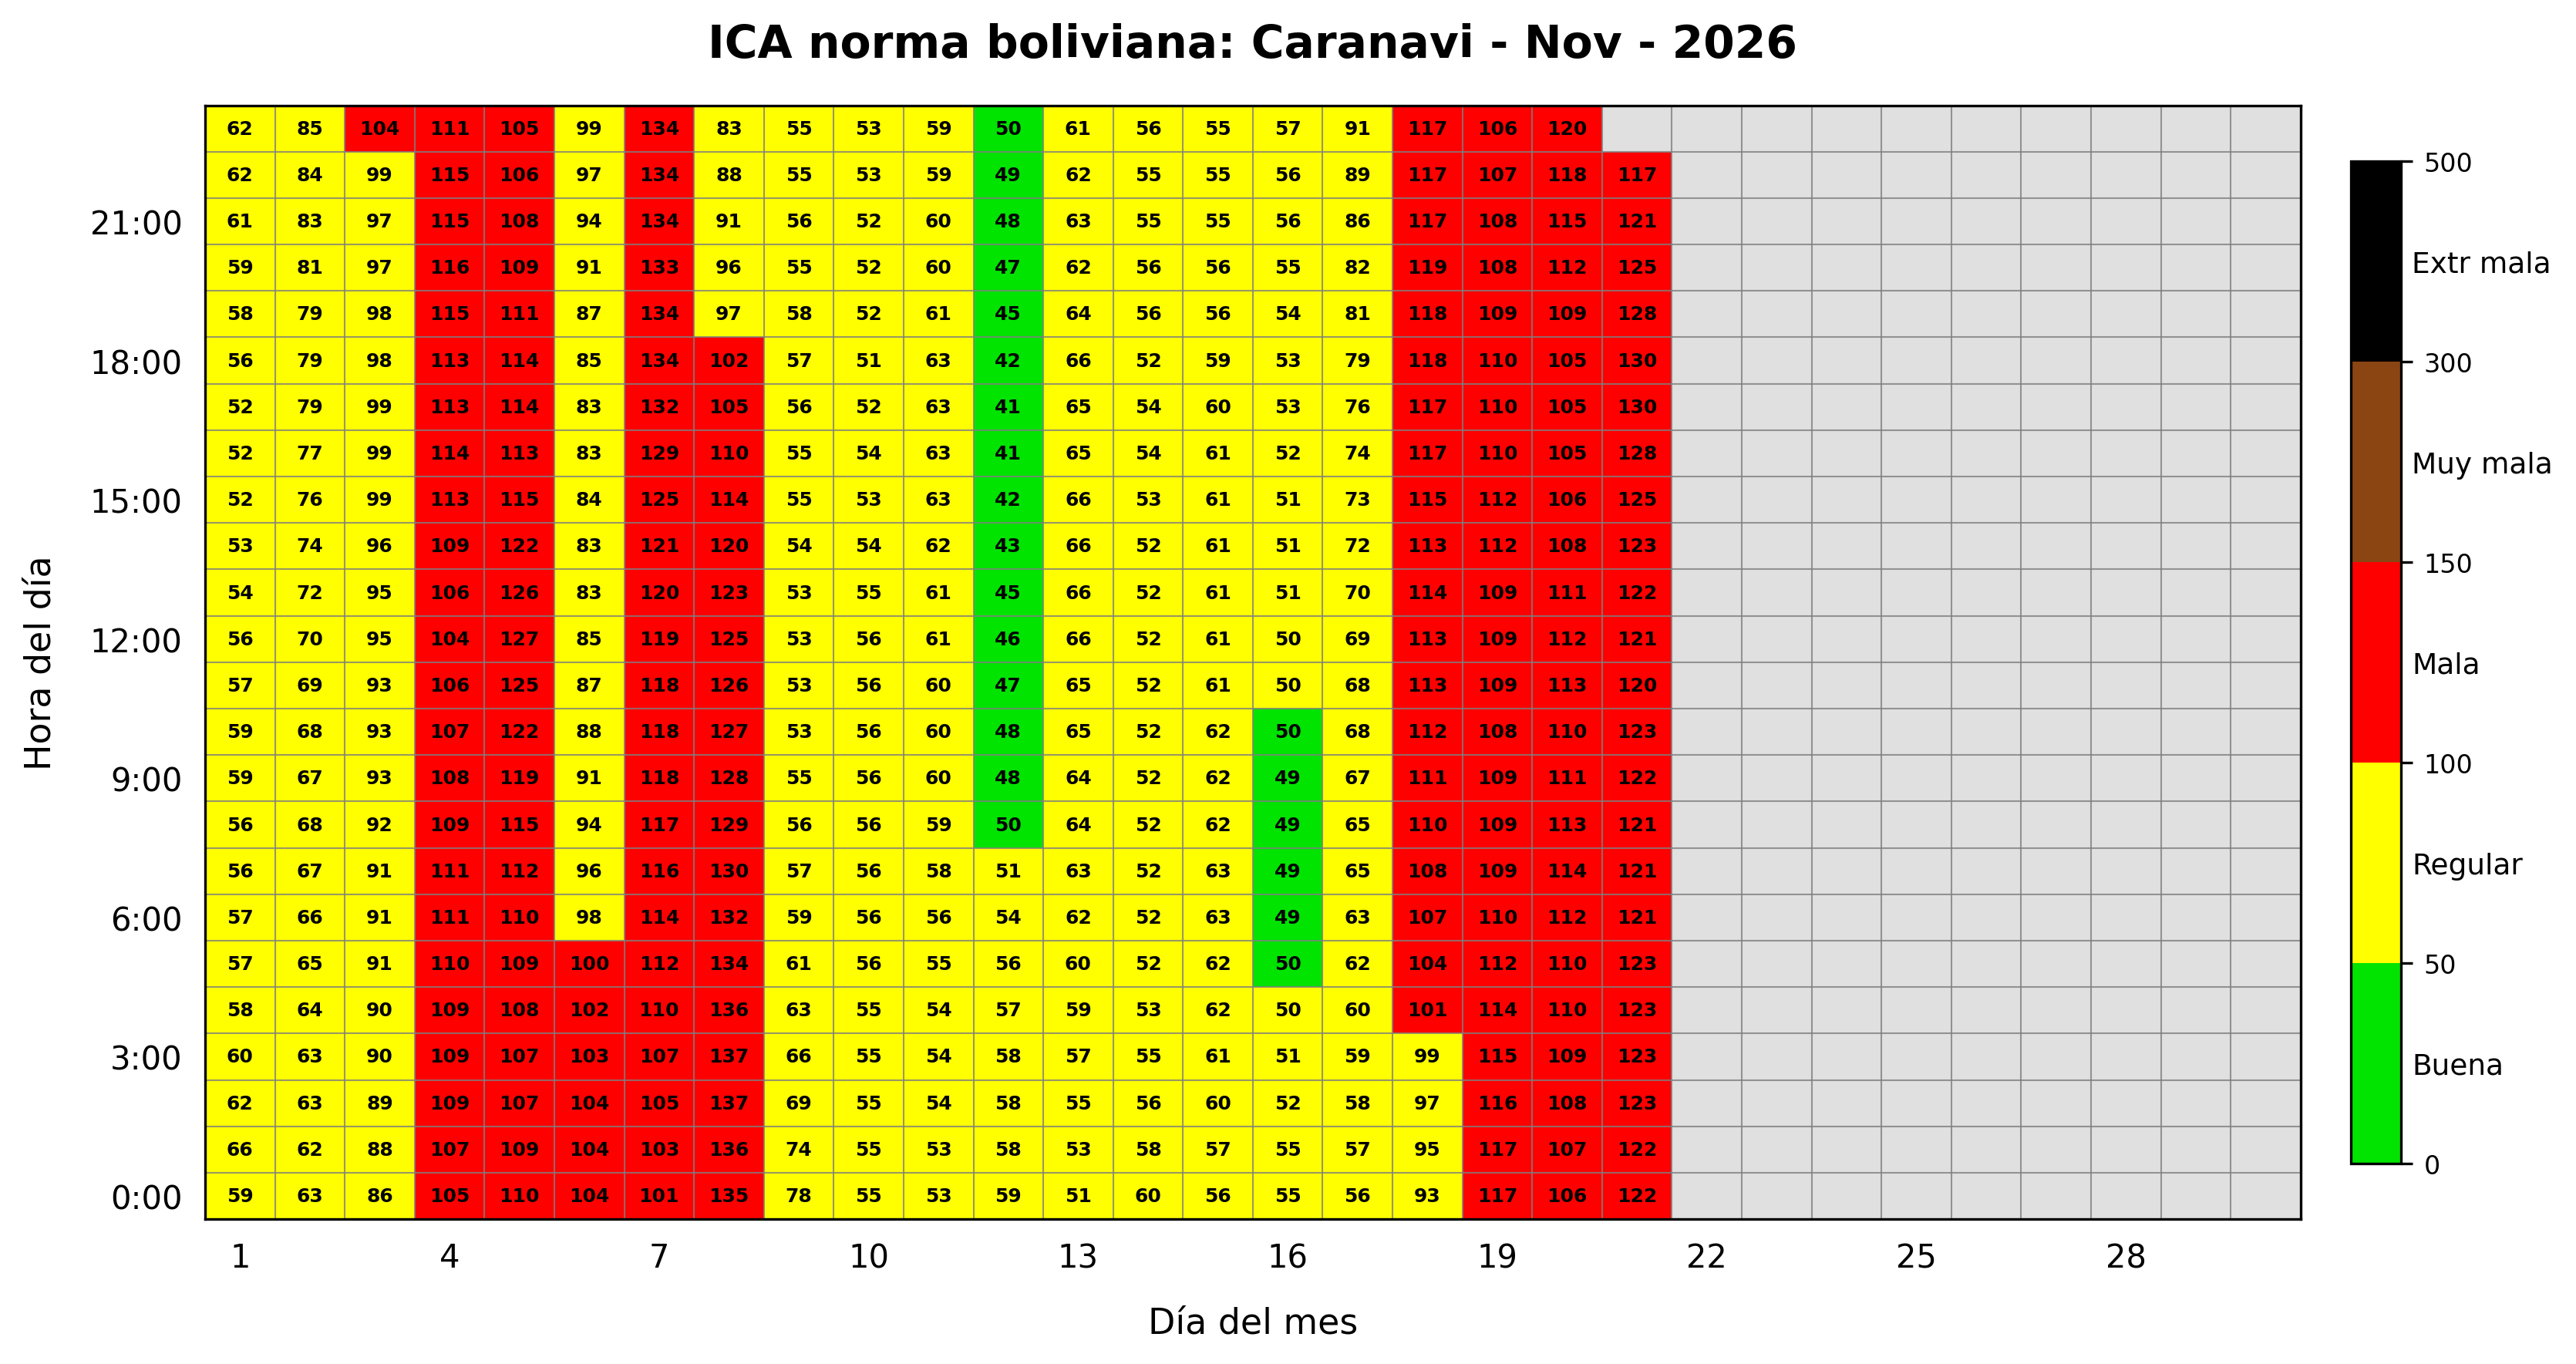 ICA norma boliviana: Caranavi - Nov - 2026
62 85 104 111 105 99 134 83 55 53 59 50 61 56 55 57 91 117 106 120
62 84 99 115 106 97 134 88 55 53 59 49 62 55 55 56 89 117 107 118 117
21:00 61 83 97 115 108 94 134 91 56 52 60 48 63 55 55 56 86 117 108 115 121
59 81 97 116 109 91 133 96 55 52 60 47 62 56 56 55 82 119 108 112 125
58 79 98 115 111 87 134 97 58 52 61 45 64 56 56 54 81 118 109 109 128
18:00 56 79 98 113 114 85 134 102 57 51 63 42 66 52 59 53 79 118 110 105 130
52 79 99 113 114 83 132 105 56 52 63 41 65 54 60 53 76 117 110 105 130
52 77 99 114 113 83 129 110 55 54 63 41 65 54 61 52 74 117 110 105 128
15:00 52 76 99 113 115 84 125 114 55 53 63 42 66 53 61 51 73 115 112 106 125
53 74 96 109 122 83 121 120 54 54 62 43 66 52 61 51 72 113 112 108 123
54 72 95 106 126 83 120 123 53 55 61 45 66 52 61 51 70 114 109 111 122
12:00 56 70 95 104 127 85 119 125 53 56 61 46 66 52 61 50 69 113 109 112 121
57 69 93 106 125 87 118 126 53 56 60 47 65 52 61 50 68 113 109 113 120
59 68 93 107 122 88 118 127 53 56 60 48 65 52 62 50 68 112 108 110 123
9:00 59 67 93 108 119 91 118 128 55 56 60 48 64 52 62 49 67 111 109 111 122
56 68 92 109 115 94 117 129 56 56 59 50 64 52 62 49 65 110 109 113 121
56 67 91 111 112 96 116 130 57 56 58 51 63 52 63 49 65 108 109 114 121
6:00 57 66 91 111 110 98 114 132 59 56 56 54 62 52 63 49 63 107 110 112 121
57 65 91 110 109 100 112 134 61 56 55 56 60 52 62 50 62 104 112 110 123
58 64 90 109 108 102 110 136 63 55 54 57 59 53 62 50 60 101 114 110 123
3:00 60 63 90 109 107 103 107 137 66 55 54 58 57 55 61 51 59 99 115 109 123
62 63 89 109 107 104 105 137 69 55 54 58 55 56 60 52 58 97 116 108 123
66 62 88 107 109 104 103 136 74 55 53 58 53 58 57 55 57 95 117 107 122
0:00 59 63 86 105 110 104 101 135 78 55 53 59 51 60 56 55 56 93 117 106 122
1 4 7 10 13 16 19 22 25 28
Día del mes
Hora del día
500
Extr mala
300
Muy mala
150
Mala
100
Regular
50
Buena
0